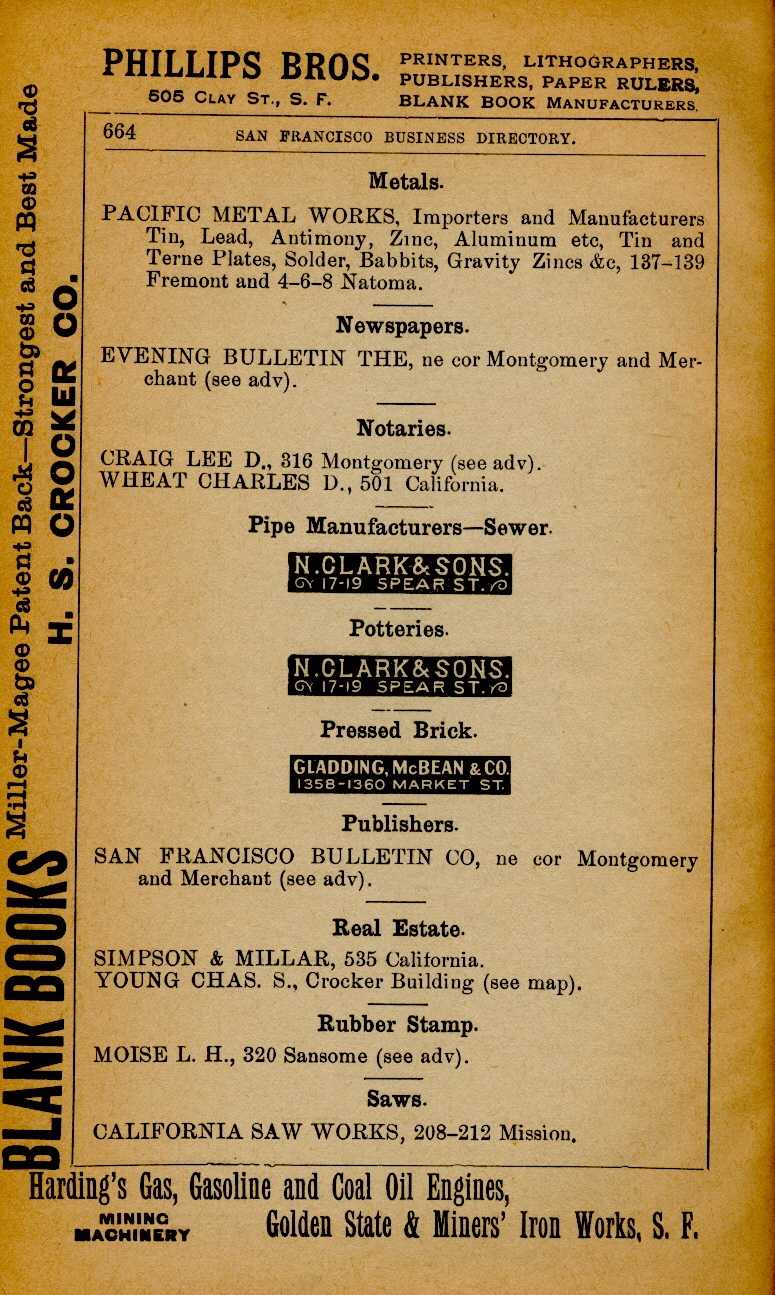 PHILLIPS BROS.
505 CLAY ST., S. F.
PRINTERS, LITHOGRAPHERS,
PUBLISHERS, PAPER RULERS,
BLANK BOOK MANUFACTURERS.
664
SAN FRANCISCO BUSINESS DIRECTORY.
Metals.
PACIFIC METAL WORKS, Importers and Manufacturers
Tin, Lead, Antimony, Zinc, Aluminum etc, Tin and
Terne Plates, Solder, Babbits, Gravity Zincs &c, 137–139
Fremont and 4–6–8 Natoma.
Newspapers.
EVENING BULLETIN THE, ne cor Montgomery and Mer-
chant (see adv).
Notaries.
CRAIG LEE D., 316 Montgomery (see adv).
WHEAT CHARLES D., 501 California.
Pipe Manufacturers—Sewer.
N. CLARK & SONS.
17-19 SPEAR ST.
Potteries.
N. CLARK & SONS.
17-19 SPEAR ST.
Pressed Brick.
GLADDING, McBEAN & CO.
1358-1360 MARKET ST.
Publishers.
SAN FRANCISCO BULLETIN CO, ne cor Montgomery
and Merchant (see adv).
Real Estate.
SIMPSON & MILLAR, 535 California.
YOUNG CHAS. S., Crocker Building (see map).
Rubber Stamp.
MOISE L. H., 320 Sansome (see adv).
Saws.
CALIFORNIA SAW WORKS, 208–212 Mission.
BLANK BOOKS Miller-Magee Patent Back—Strongest and Best Made
H. S. CROCKER CO.
Harding's Gas, Gasoline and Coal Oil Engines,
MINING
MACHINERY
Golden State & Miners' Iron Works, S. F.